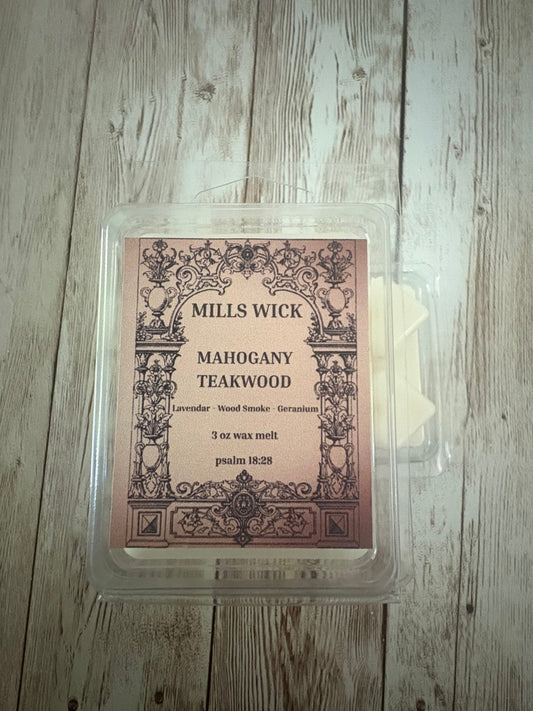 MILLS WICK
MAHOGANY
TEAKWOOD
Lavendar - Wood Smoke - Geranium
3 oz wax melt
psalm 18:28